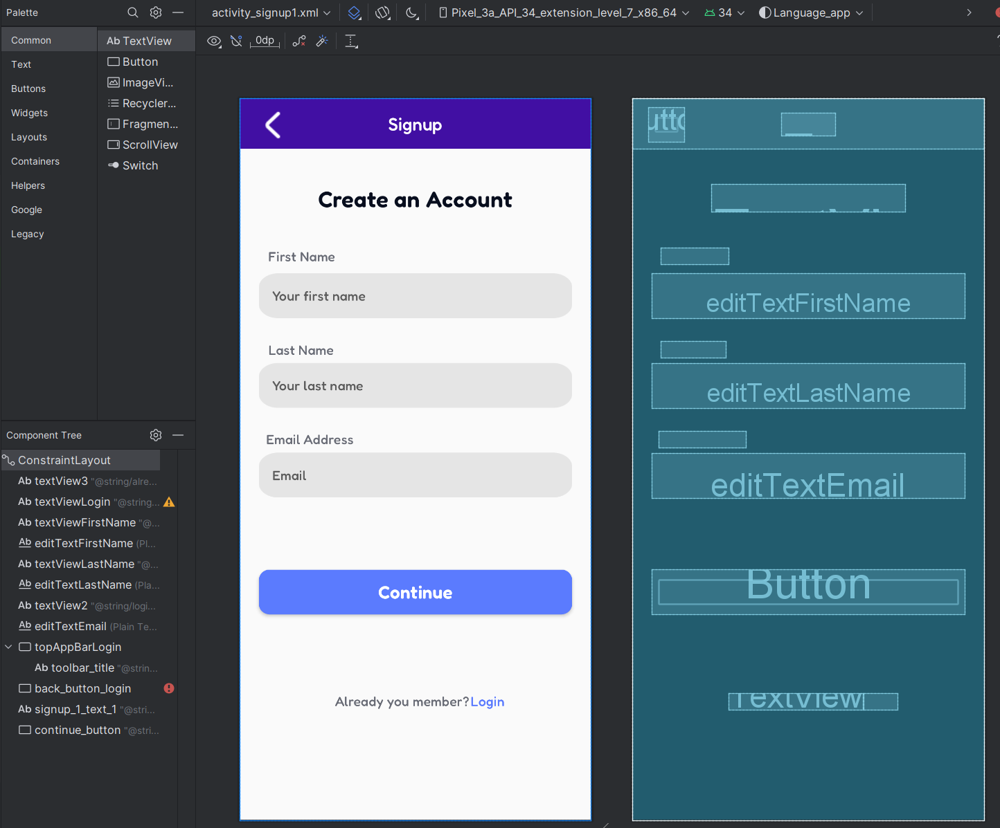 Palette
activity_signup1.xml
Pixel_3a_API_34_extension_level_7_x86_64
34
Language_app
Common
Text
Buttons
Widgets
Layouts
Containers
Helpers
Google
Legacy
Ab TextView
Button
ImageVi...
Recycler...
Fragmen...
ScrollView
Switch
0dp
Component Tree
ConstraintLayout
Ab textView3 "@string/alre...
Ab textViewLogin "@string...
Ab textViewFirstName "@...
Ab editTextFirstName (Pl...
Ab textViewLastName "@...
Ab editTextLastName (Pla...
Ab textView2 "@string/logi...
Ab editTextEmail (Plain Te...
topAppBarLogin
Ab toolbar_title "@strin...
back_button_login
Ab signup_1_text_1 "@stri...
continue_button "@stri...
Signup
Create an Account
First Name
Your first name
Last Name
Your last name
Email Address
Email
Continue
Already you member?Login
editTextFirstName
editTextLastName
editTextEmail
Button
TextView